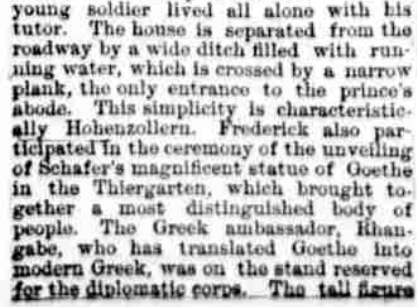 young soldier lived all alone with his
tutor. The house is separated from the
roadway by a wide ditch filled with run-
ning water, which is crossed by a narrow
plank, the only entrance to the prince's
abode. This simplicity is characteristic-
ally Hohenzollern. Frederick also par-
ticipated in the ceremony of the unveiling
of Schafer's magnificent statue of Goethe
in the Thiergarten, which brought to-
gether a most distinguished body of
people. The Greek ambassador, Rhan-
gabe, who has translated Goethe into
modern Greek, was on the stand reserved
for the diplomatic corps. The tall figure